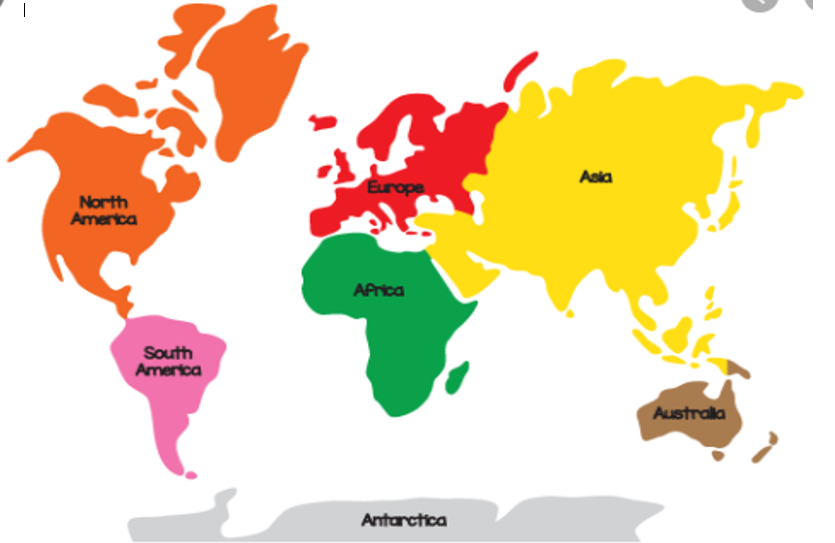 North
America
Europe
Asia
Africa
South
America
Australia
Antarctica